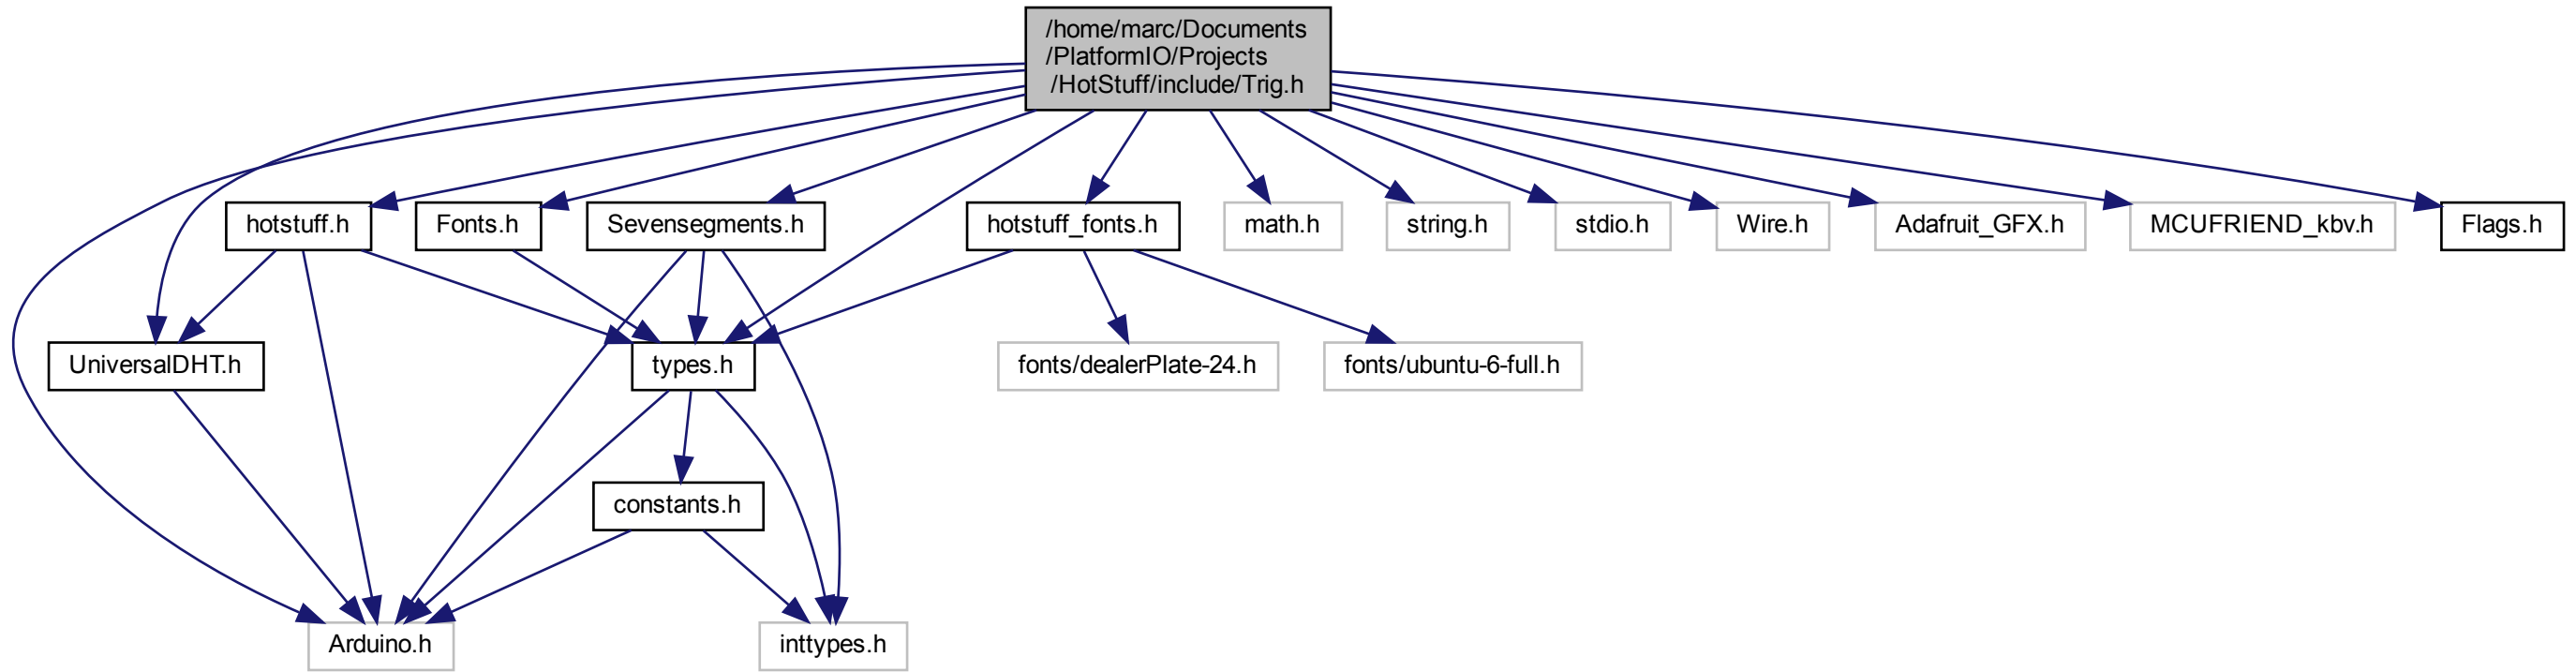 /home/marc/Documents
/PlatformIO/Projects
/HotStuff/include/Trig.h
hotstuff.h
Fonts.h
Sevensegments.h
hotstuff_fonts.h
math.h
string.h
stdio.h
Wire.h
Adafruit_GFX.h
MCUFRIEND_kbv.h
Flags.h
UniversalDHT.h
types.h
fonts/dealerPlate-24.h
fonts/ubuntu-6-full.h
constants.h
Arduino.h
inttypes.h